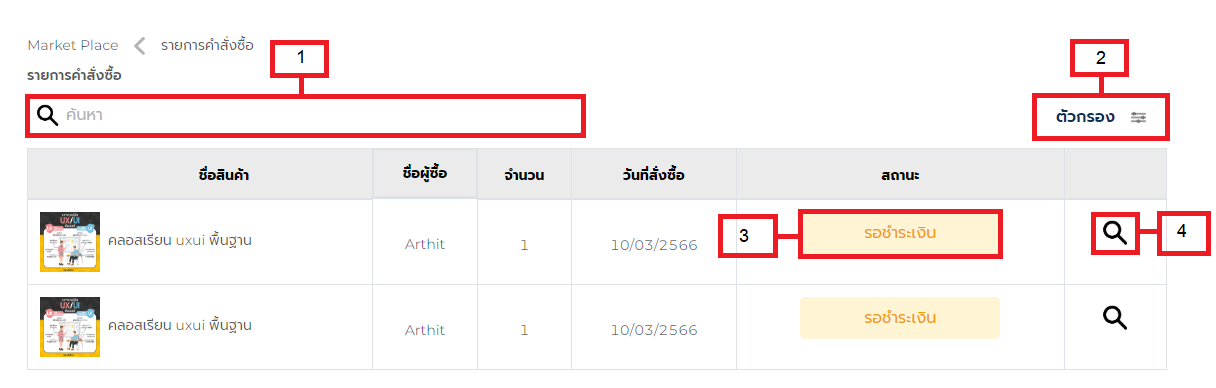 Market Place รายการคำสั่งซื้อ
1
2
รายการคำสั่งซื้อ
ค้นหา
ตัวกรอง
ชื่อสินค้า ชื่อผู้ซื้อ จำนวน วันที่สั่งซื้อ สถานะ
UX/UI
คลอสเรียน uxui พื้นฐาน Arthit 1 10/03/2566 3 รอชำระเงิน 4
UX/UI
คลอสเรียน uxui พื้นฐาน Arthit 1 10/03/2566 รอชำระเงิน